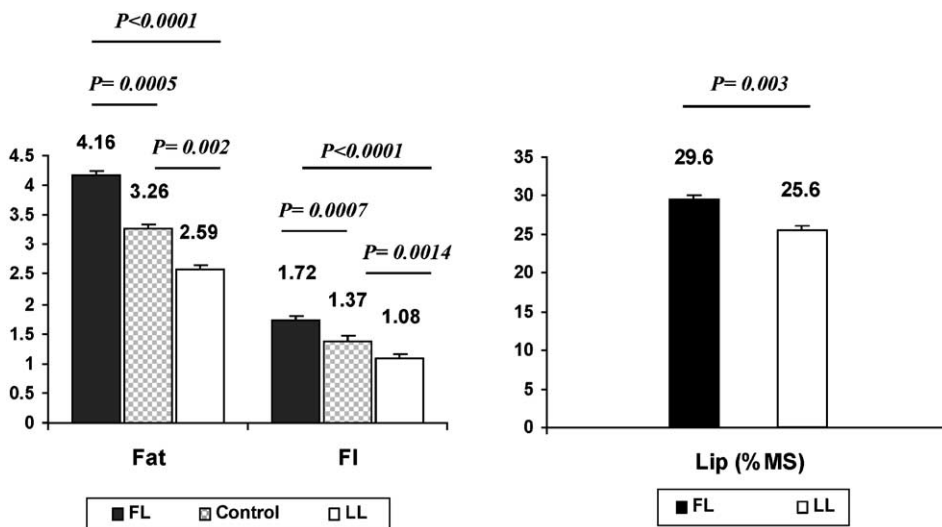 P<0.0001
P= 0.0005
4.16
P= 0.002
3.26
2.59
P<0.0001
P= 0.0007
P= 0.0014
1.72
1.37
1.08
4.5
4
3.5
3
2.5
2
1.5
1
0.5
0
Fat
FI
FL Control LL
P= 0.003
29.6
25.6
35
30
25
20
15
10
5
0
Lip (%MS)
FL LL